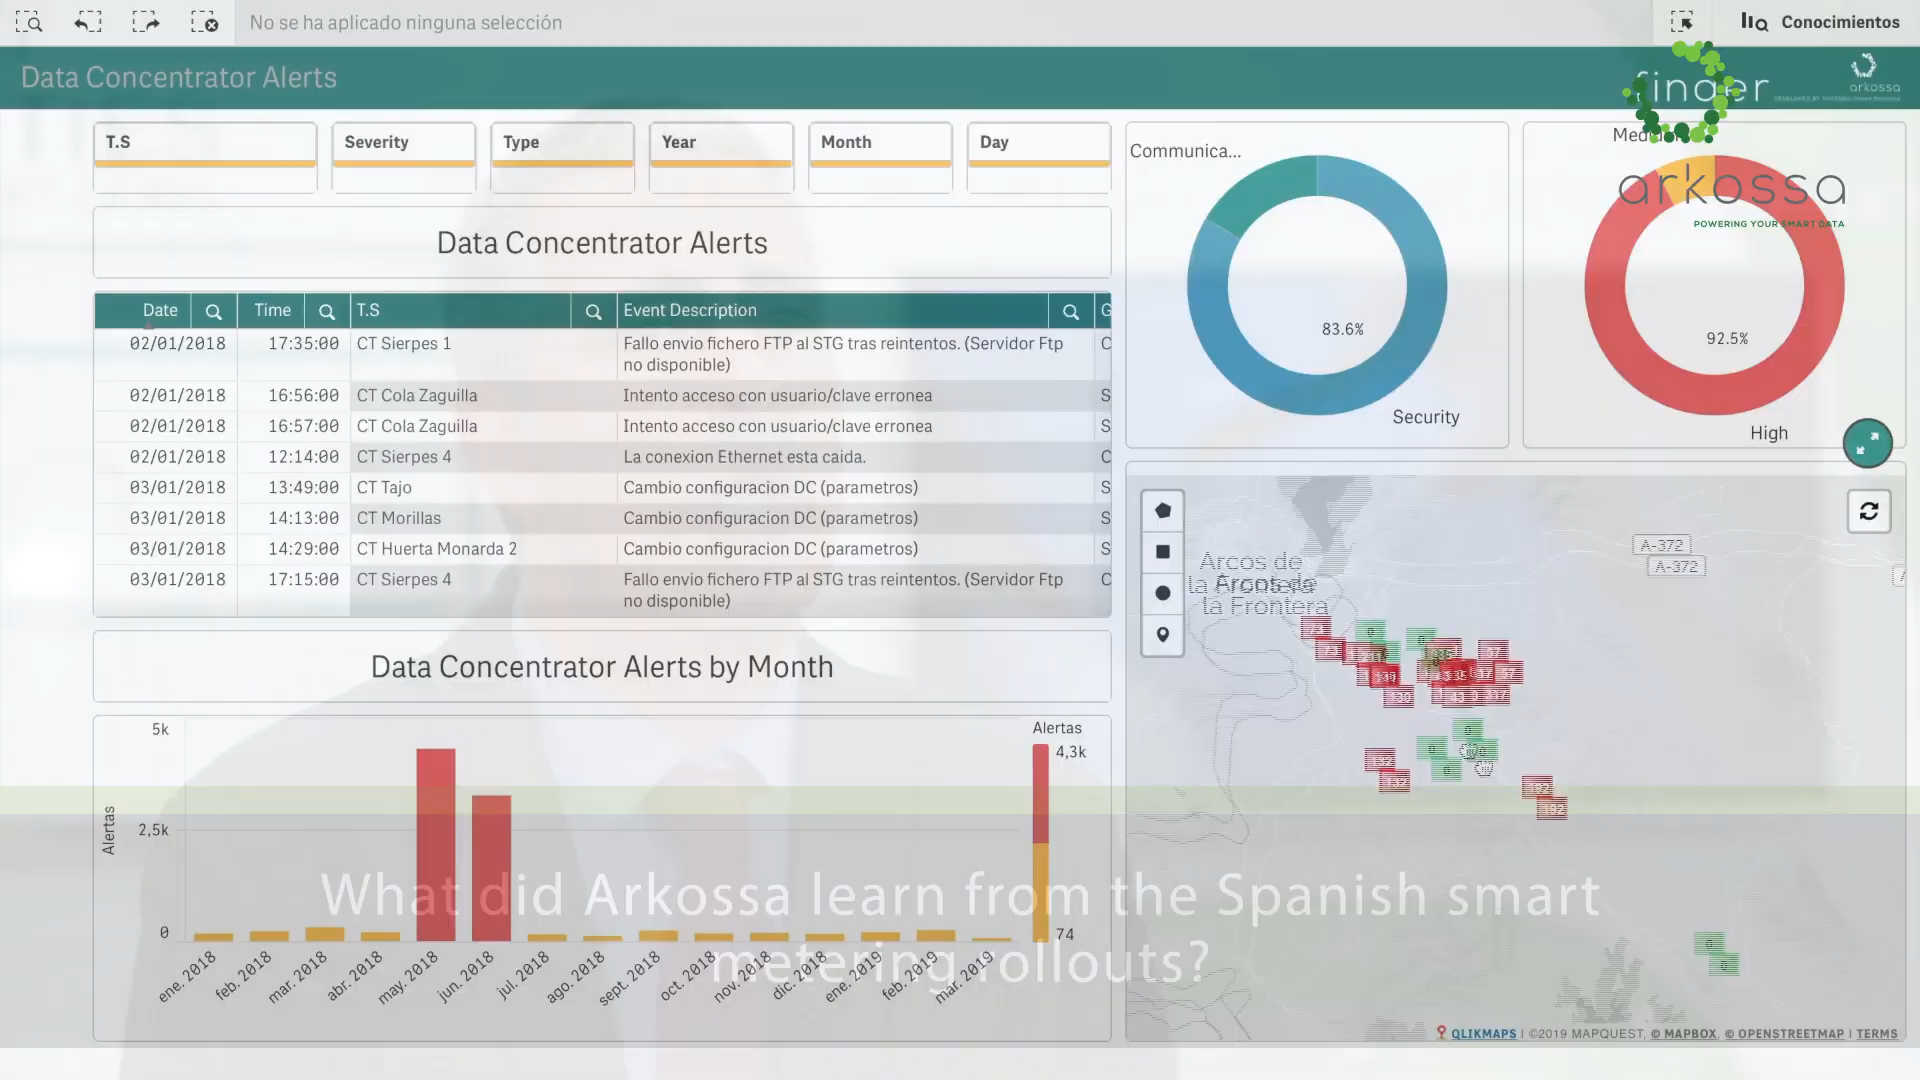 No se ha aplicado ninguna selección
Conocimientos
Data Concentrator Alerts
finder
arkossa
T.S
Severity
Type
Year
Month
Day
Data Concentrator Alerts
Date
Time
T.S
Event Description
02/01/2018 17:35:00 CT Sierpes 1 Fallo envio fichero FTP al STG tras reintentos. (Servidor Ftp
no disponible)
02/01/2018 16:56:00 CT Cola Zaguilla Intento acceso con usuario/clave erronea S
02/01/2018 16:57:00 CT Cola Zaguilla Intento acceso con usuario/clave erronea S
02/01/2018 12:14:00 CT Sierpes 4 La conexion Ethernet esta caida.
03/01/2018 13:49:00 CT Tajo Cambio configuracion DC (parametros) S
03/01/2018 14:13:00 CT Morillas Cambio configuracion DC (parametros) S
03/01/2018 14:29:00 CT Huerta Monarda 2 Cambio configuracion DC (parametros) S
03/01/2018 17:15:00 CT Sierpes 4 Fallo envio fichero FTP al STG tras reintentos. (Servidor Ftp
no disponible)
Communica...
83.6%
Security
92.5%
High
arkossa
POWERING YOUR SMART DATA
Data Concentrator Alerts by Month
5k
2,5k
0
Alertas
Alertas
4,3k
74
ene. 2018
feb. 2018
mar. 2018
abr. 2018
may. 2018
jun. 2018
jul. 2018
ago. 2018
sept. 2018
oct. 2018
nov. 2018
dic. 2018
ene. 2019
feb. 2019
mar. 2019
Arcos de
la Frontera
A-372
A-372
QLIKMAPS | ©2019 MAPQUEST, © MAPBOX, © OPENSTREETMAP | TERMS
What did Arkossa learn from the Spanish smart
metering rollouts?